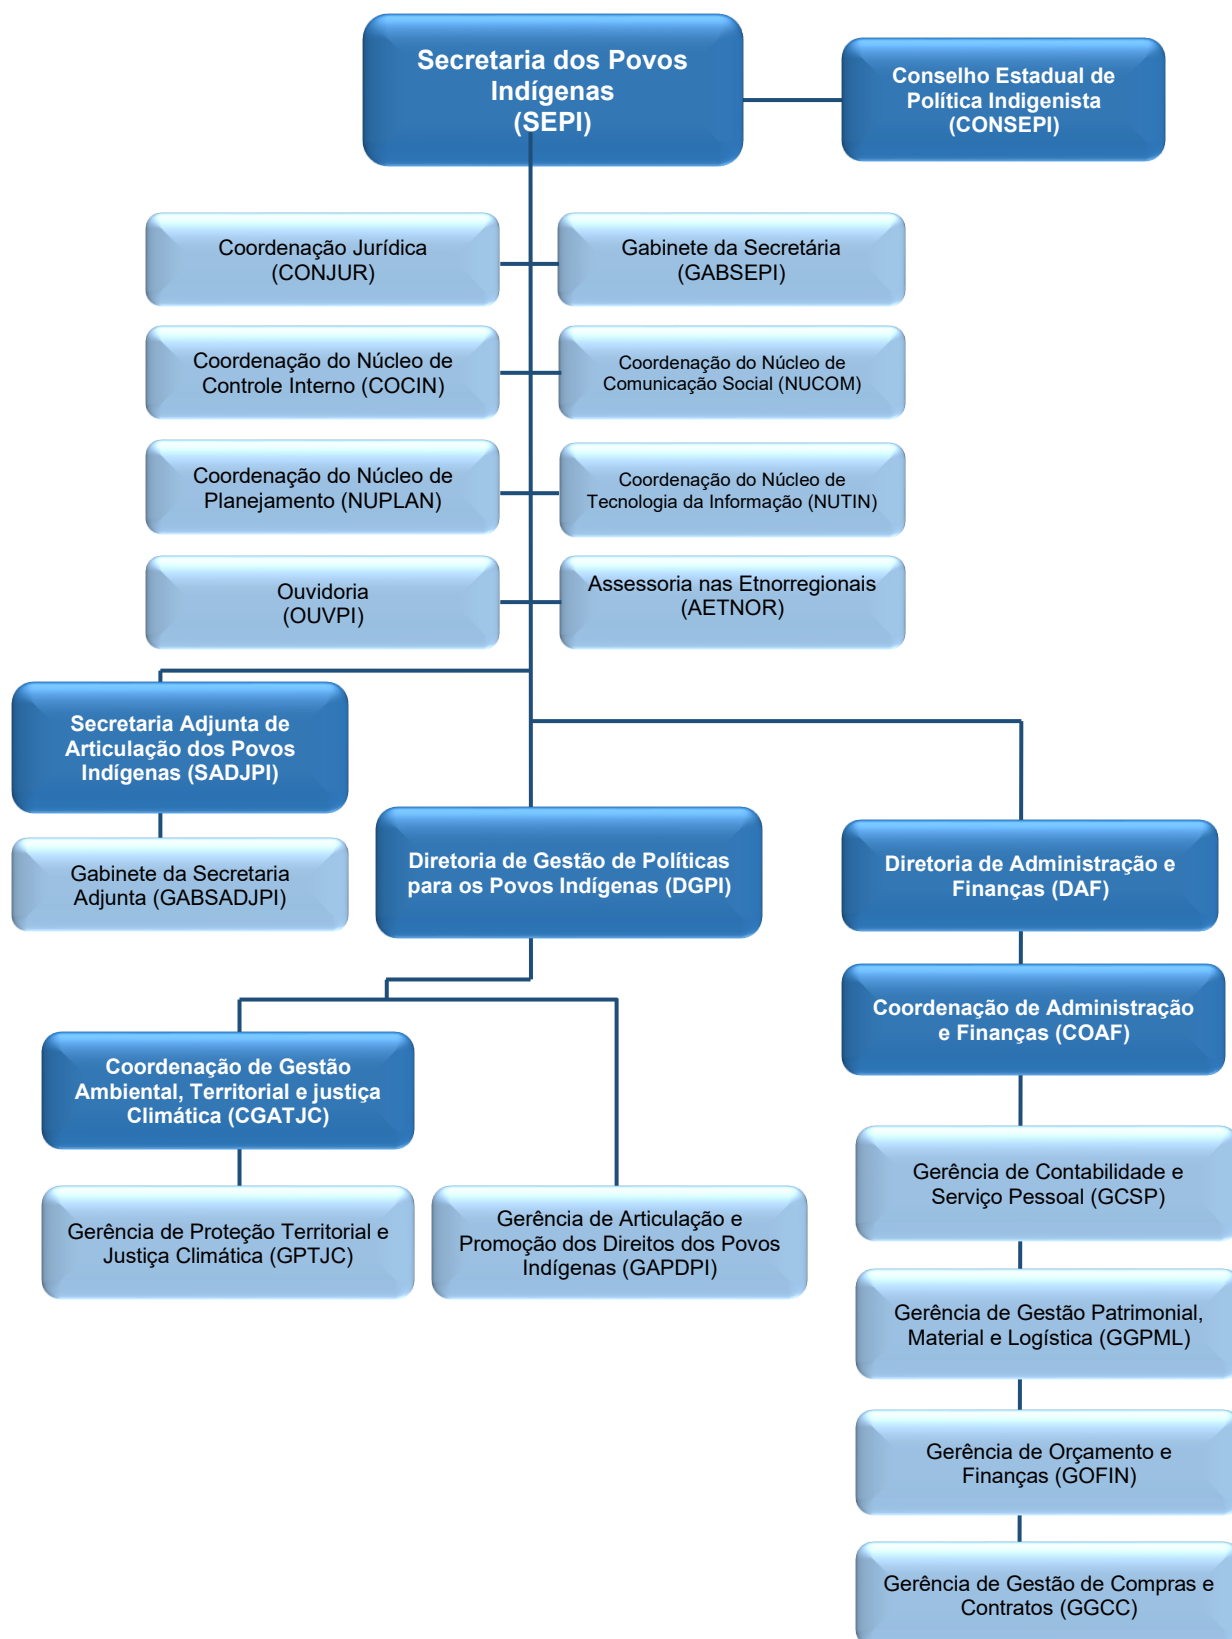 Secretaria dos Povos
Indígenas
(SEPI)
Conselho Estadual de
Política Indigenista
(CONSEPI)
Coordenação Jurídica
(CONJUR)
Gabinete da Secretária
(GABSEPI)
Coordenação do Núcleo de
Controle Interno (COCIN)
Coordenação do Núcleo de
Comunicação Social (NUCOM)
Coordenação do Núcleo de
Planejamento (NUPLAN)
Coordenação do Núcleo de
Tecnologia da Informação (NUTIN)
Ouvidoria
(OUVPI)
Assessoria nas Etnorregionais
(AETNOR)
Secretaria Adjunta de
Articulação dos Povos
Indígenas (SADJPI)
Gabinete da Secretaria
Adjunta (GABSADJPI)
Diretoria de Gestão de Políticas
para os Povos Indígenas (DGPI)
Diretoria de Administração e
Finanças (DAF)
Coordenação de Administração
e Finanças (COAF)
Coordenação de Gestão
Ambiental, Territorial e justiça
Climática (CGATJC)
Gerência de Proteção Territorial e
Justiça Climática (GPTJC)
Gerência de Articulação e
Promoção dos Direitos dos Povos
Indígenas (GAPDPI)
Gerência de Contabilidade e
Serviço Pessoal (GCSP)
Gerência de Gestão Patrimonial,
Material e Logística (GGPML)
Gerência de Orçamento e
Finanças (GOFIN)
Gerência de Gestão de Compras e
Contratos (GGCC)